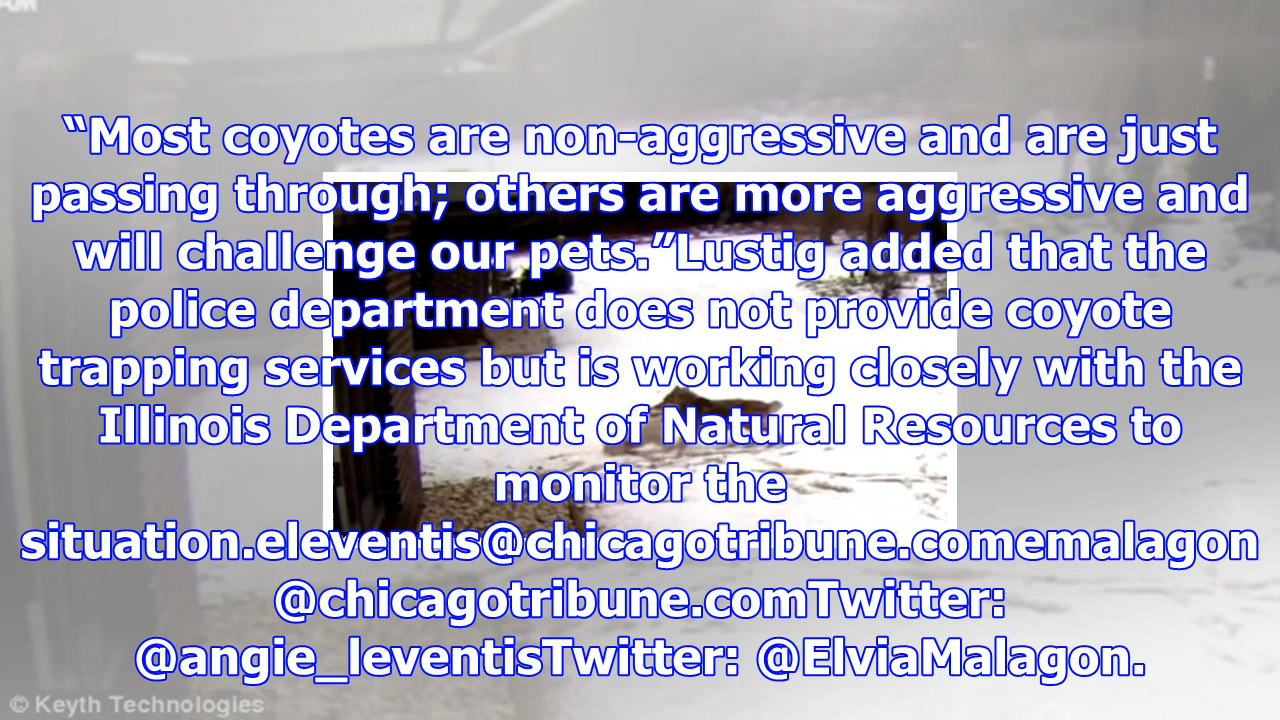 AM
“Most coyotes are non-aggressive and are just
passing through; others are more aggressive and
will challenge our pets.”Lustig added that the
police department does not provide coyote
trapping services but is working closely with the
Illinois Department of Natural Resources to
monitor the
situation.eleventis@chicagotribune.comemalagon
@chicagotribune.comTwitter:
@angie_leventisTwitter: @ElviaMalagon.
© Keyth Technologies